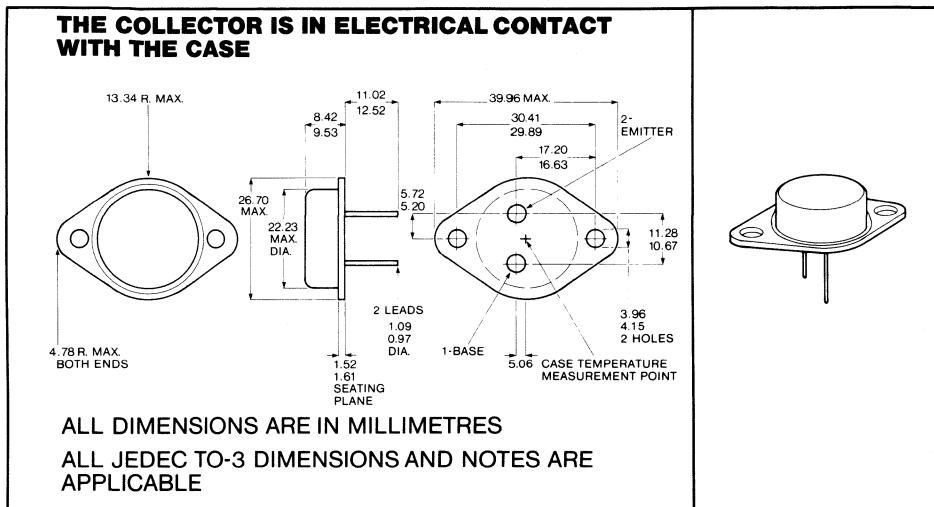 THE COLLECTOR IS IN ELECTRICAL CONTACT
WITH THE CASE
13.34 R. MAX.
11.02
12.52
8.42
9.53
39.96 MAX.
30.41
29.89
2-
EMITTER
17.20
16.63
26.70
MAX.
22.23
MAX.
DIA.
5.72
5.20
11.28
10.67
2 LEADS
1.09
0.97
DIA.
3.96
4.15
2 HOLES
4.78 R. MAX.
BOTH ENDS
1-BASE
5.06
CASE TEMPERATURE
MEASUREMENT POINT
1.52
1.61
SEATING
PLANE
ALL DIMENSIONS ARE IN MILLIMETRES
ALL JEDEC TO-3 DIMENSIONS AND NOTES ARE
APPLICABLE